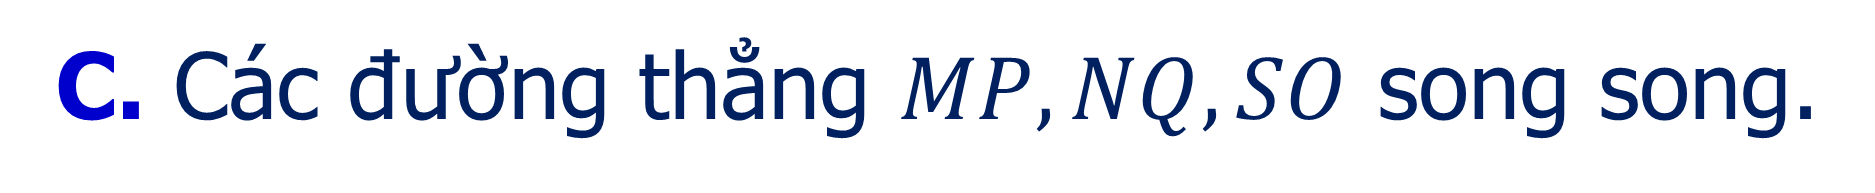 C. Các đường thẳng MP, NQ, SO song song.